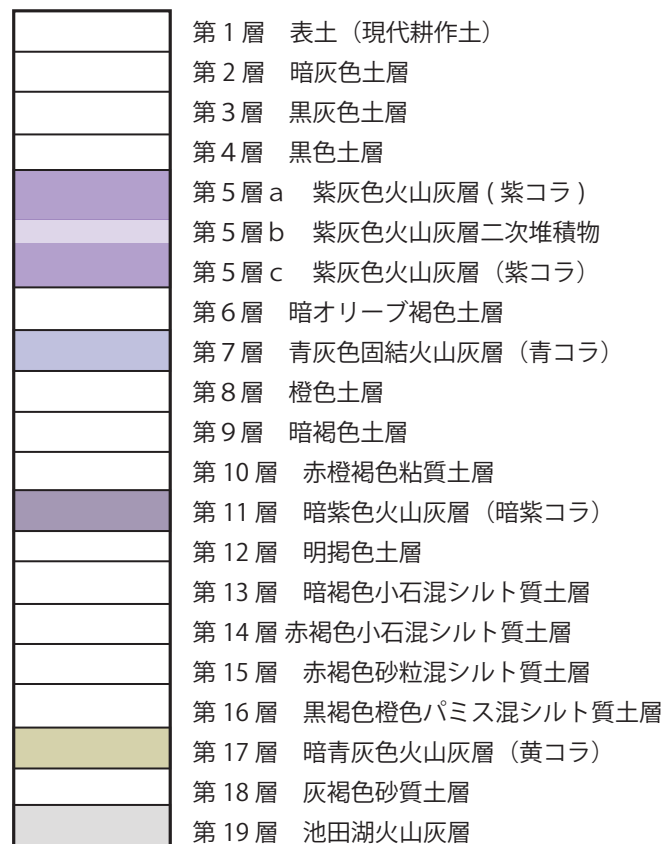 第１層　表土（現代耕作土）
第２層　暗灰色土層
第３層　黒灰色土層
第４層　黒色土層
第５層ａ　紫灰色火山灰層 ( 紫コラ )
第５層ｂ　紫灰色火山灰層二次堆積物
第５層ｃ　紫灰色火山灰層（紫コラ）
第６層　暗オリーブ褐色土層
第７層　青灰色固結火山灰層（青コラ）
第８層　橙色土層
第９層　暗褐色土層
第 10 層　赤橙褐色粘質土層
第 11 層　暗紫色火山灰層（暗紫コラ）
第 12 層　明掲色土層
第 13 層　暗褐色小石混シルト質土層
第 14 層 赤褐色小石混シルト質土層
第 15 層　赤褐色砂粒混シルト質土層
第 16 層　黒褐色橙色パミス混シルト質土層
第 17 層　暗青灰色火山灰層（黄コラ）
第 18 層　灰褐色砂質土層
第 19 層　池田湖火山灰層